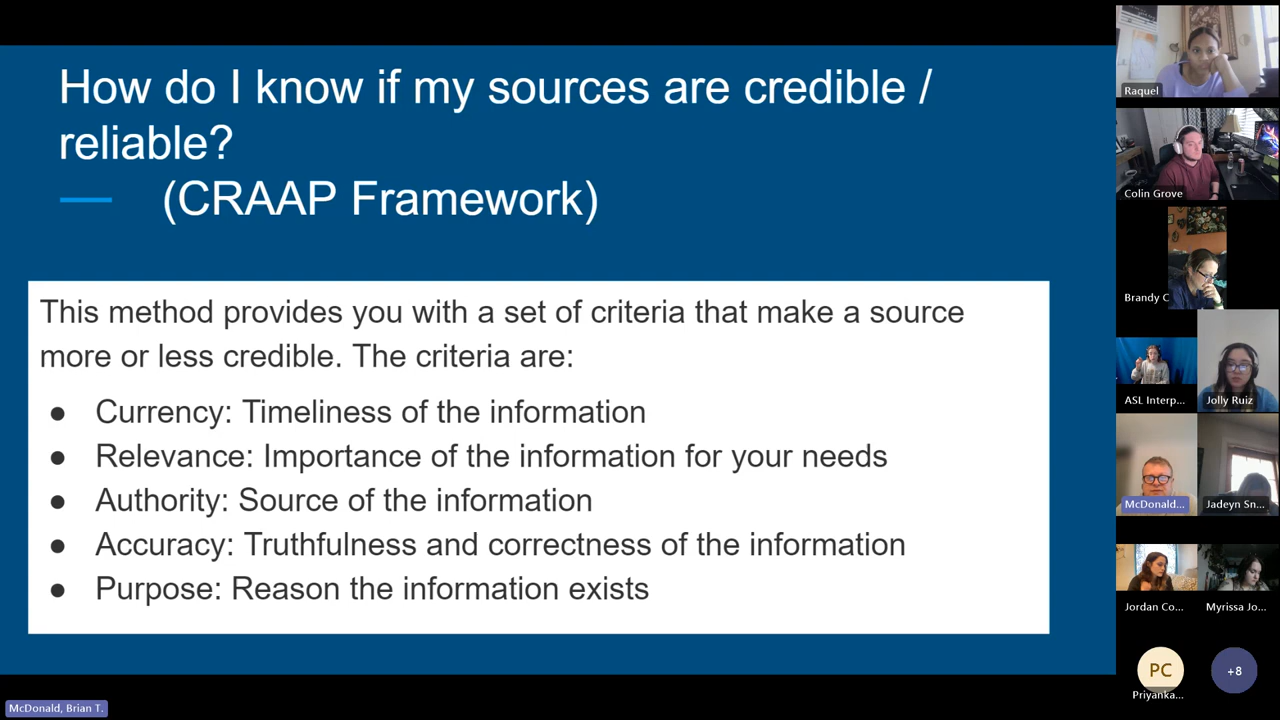 How do I know if my sources are credible /
reliable?
(CRAAP Framework)
This method provides you with a set of criteria that make a source
more or less credible. The criteria are:
● Currency: Timeliness of the information
● Relevance: Importance of the information for your needs
● Authority: Source of the information
● Accuracy: Truthfulness and correctness of the information
● Purpose: Reason the information exists
McDonald, Brian T.
Raquel
Colin Grove
Brandy C
ASL Interp...
Jolly Ruiz
McDonald...
Jadeyn Sn...
Jordan Co...
Myrissa Jo...
PC
Priyanka...
+8